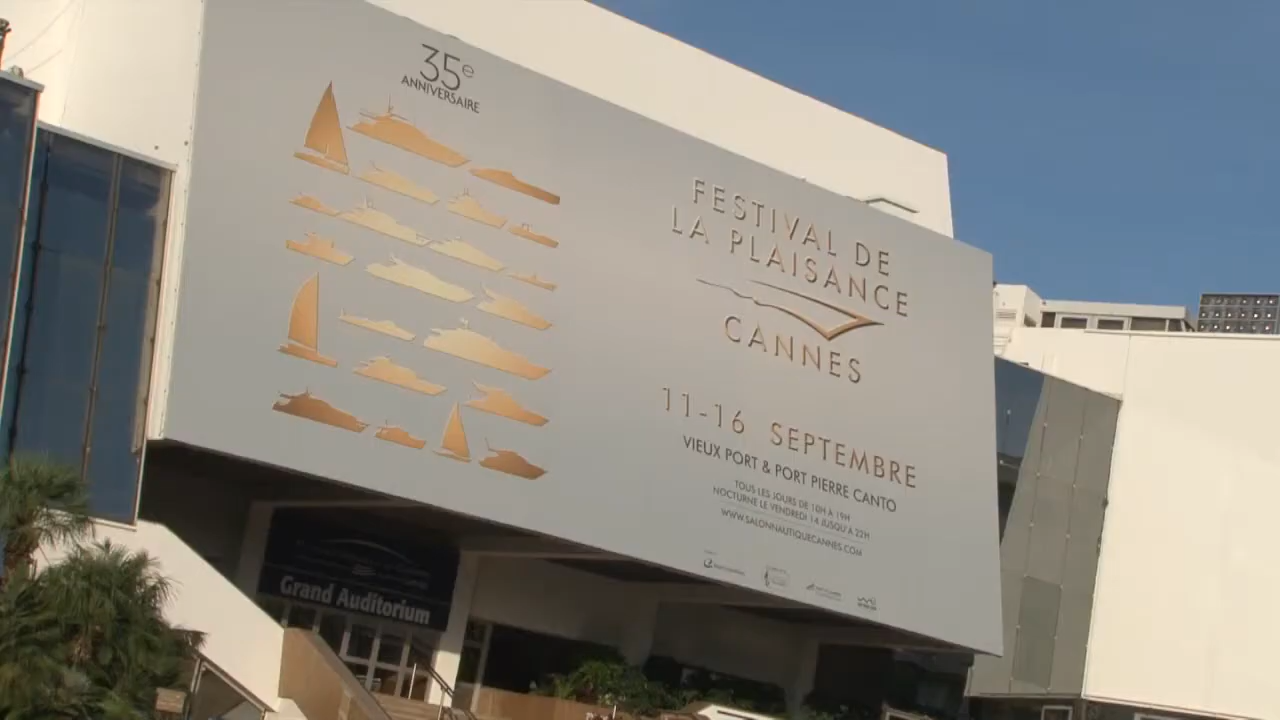 35e
ANNIVERSAIRE
FESTIVAL DE
LA PLAISANCE
CANNES
11-16 SEPTEMBRE
VIEUX PORT & PORT PIERRE CANTO
TOUS LES JOURS DE 10H À 19H
NOCTURNE LE VENDREDI 14 JUSQU'À 22H
WWW.SALONNAUTIQUECANNES.COM
Grand Auditorium